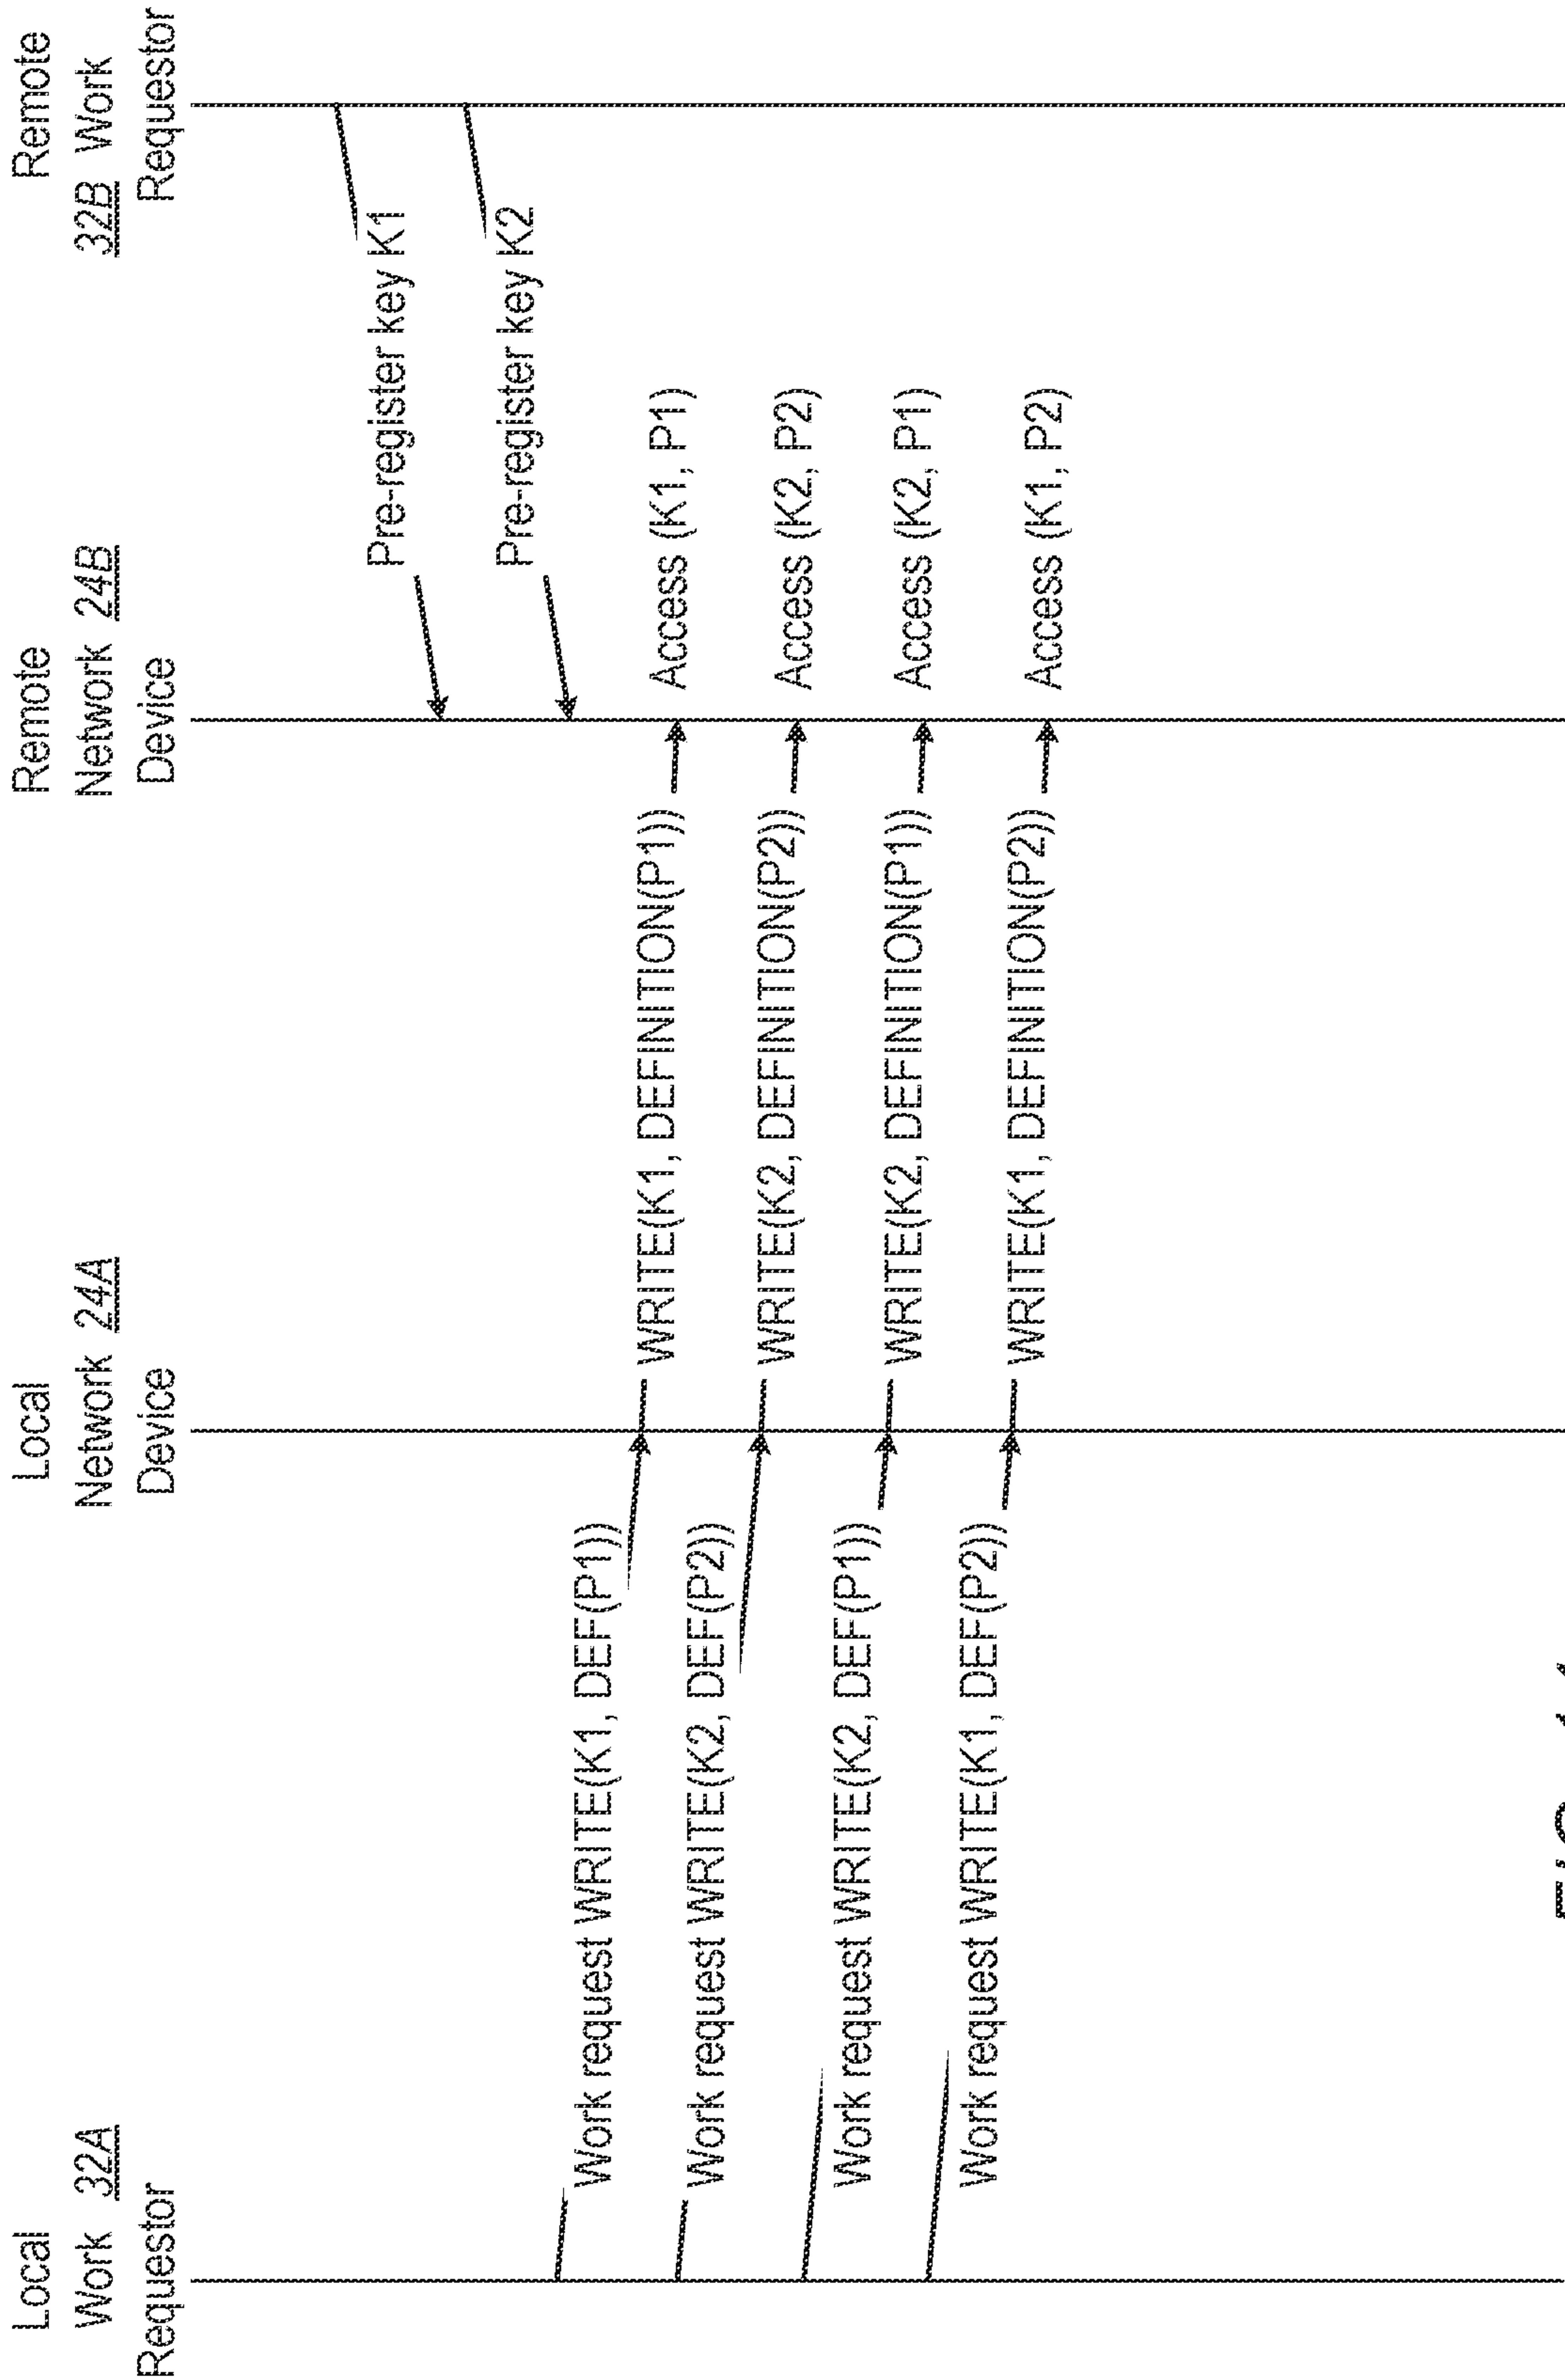 Local
Work 32A
Requestor
Local
Network 24A
Device
Remote
Network 24B
Device
Remote
32B Work
Requestor
Pre-register key K1
Pre-register key K2
Work request WRITE(K1, DEF(P1))
WRITE(K1, DEFINITION(P1))
Access (K1, P1)
Work request WRITE(K2, DEF(P2))
WRITE(K2, DEFINITION(P2))
Access (K2, P2)
Work request WRITE(K2, DEF(P1))
WRITE(K2, DEFINITION(P1))
Access (K2, P1)
Work request WRITE(K1, DEF(P2))
WRITE(K1, DEFINITION(P2))
Access (K1, P2)